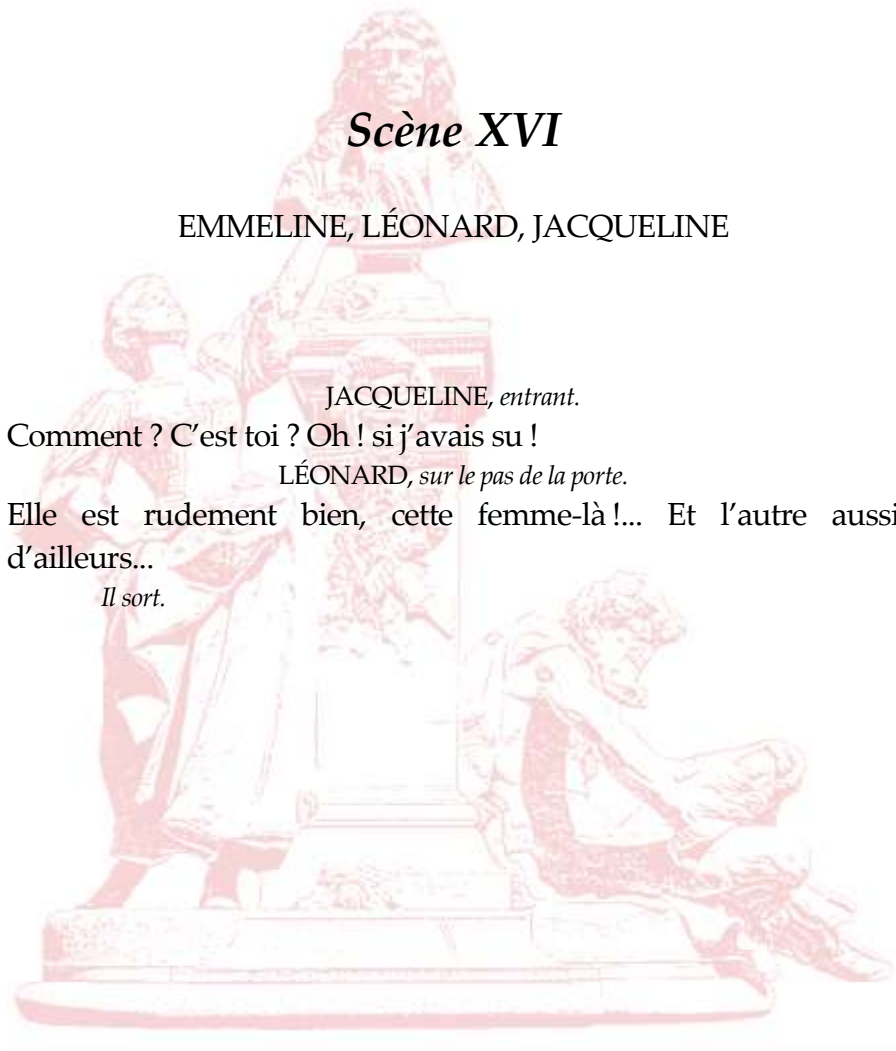 Scène XVI
EMMELINE, LÉONARD, JACQUELINE
JACQUELINE, entrant.
Comment ? C’est toi ? Oh ! si j’avais su !
LÉONARD, sur le pas de la porte.
Elle est rudement bien, cette femme-là !... Et l’autre aussi
d’ailleurs...
Il sort.